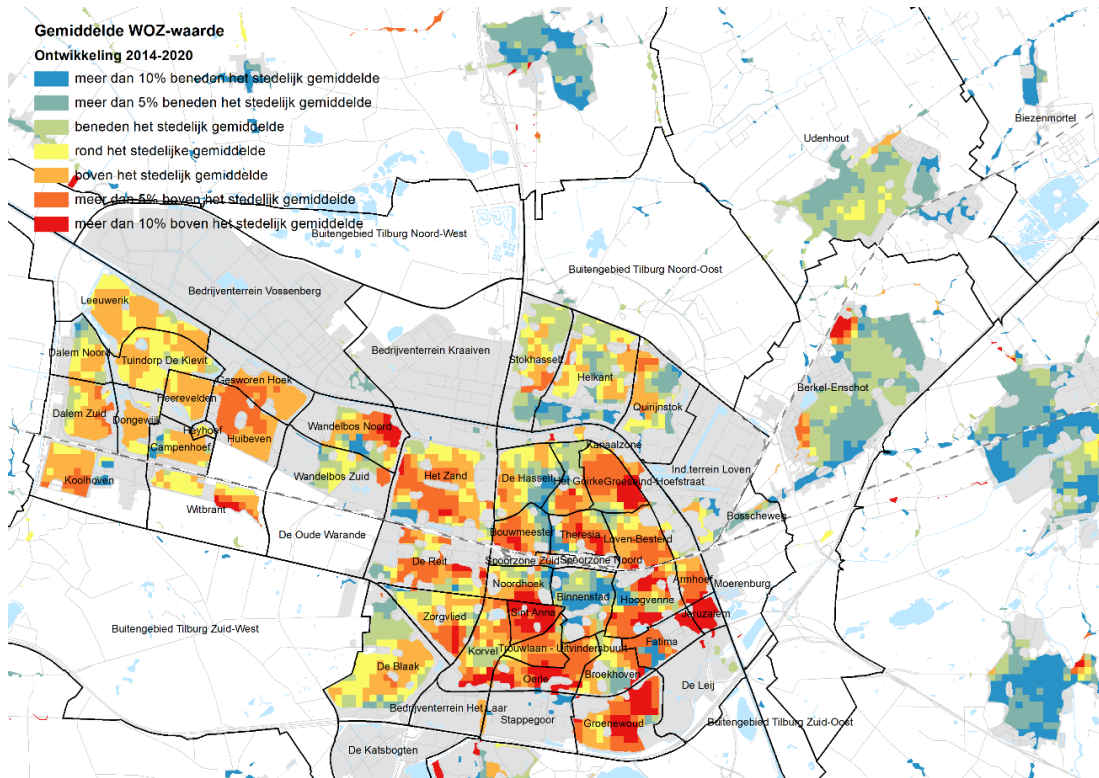 Gemiddelde WOZ-waarde
Ontwikkeling 2014-2020
meer dan 10% beneden het stedelijk gemiddelde
meer dan 5% beneden het stedelijk gemiddelde
beneden het stedelijk gemiddelde
rond het stedelijke gemiddelde
boven het stedelijk gemiddelde
meer dan 5% boven het stedelijk gemiddelde
meer dan 10% boven het stedelijk gemiddelde
Biezenmortel
Udenhout
Buitengebied Tilburg Noord-West
Buitengebied Tilburg Noord-Oost
Bedrijventerrein Vossenberg
Leeuwerik
Bedrijventerrein Kraaiven
Dalem Noord
Tuindorp De Kievit
Stokhasselt
Heikant
Gesworen Hoek
Berkel-Enschot
Heerevelden
Quirijnstok
Dalem Zuid
Dongewijk
Heyhoef
Huibeven
Wandelbos Noord
Campenhoef
Kanaalzone
Koolhoven
Wandelbos Zuid
Het Zand
De Hasselt
Het Goirke
Groeseind-Hoefstraat
Ind.terrein Loven
Witbrant
Bosscheweg
De Oude Warande
Bouwmeester
Theresia
Loven-Besterd
De Reit
Spoorzone Zuid
Spoorzone Noord
Noordhoek
Binnenstad
Hoogvenne
Armhoef
Moerenburg
Zorgvlied
Sint Anna
Jeruzalem
Buitengebied Tilburg Zuid-West
Korvel
Trouwlaan - Uitvindersbuurt
Fatima
De Blaak
Oerle
Broekhoven
De Leij
Bedrijventerrein Het Laar
Stappegoor
Groenewoud
Buitengebied Tilburg Zuid-Oost
De Katsbogten